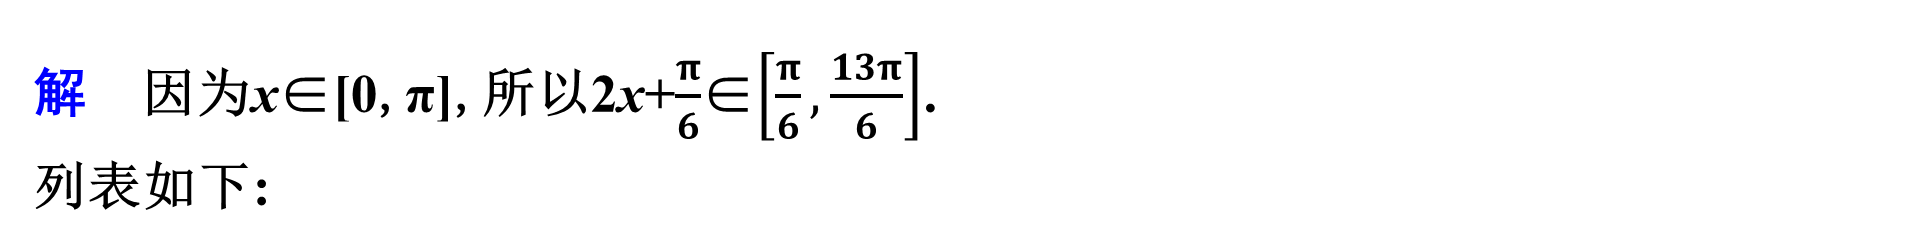 解 因为x∈[0, π], 所以2x+π/6∈[π/6, 13π/6].
列表如下: